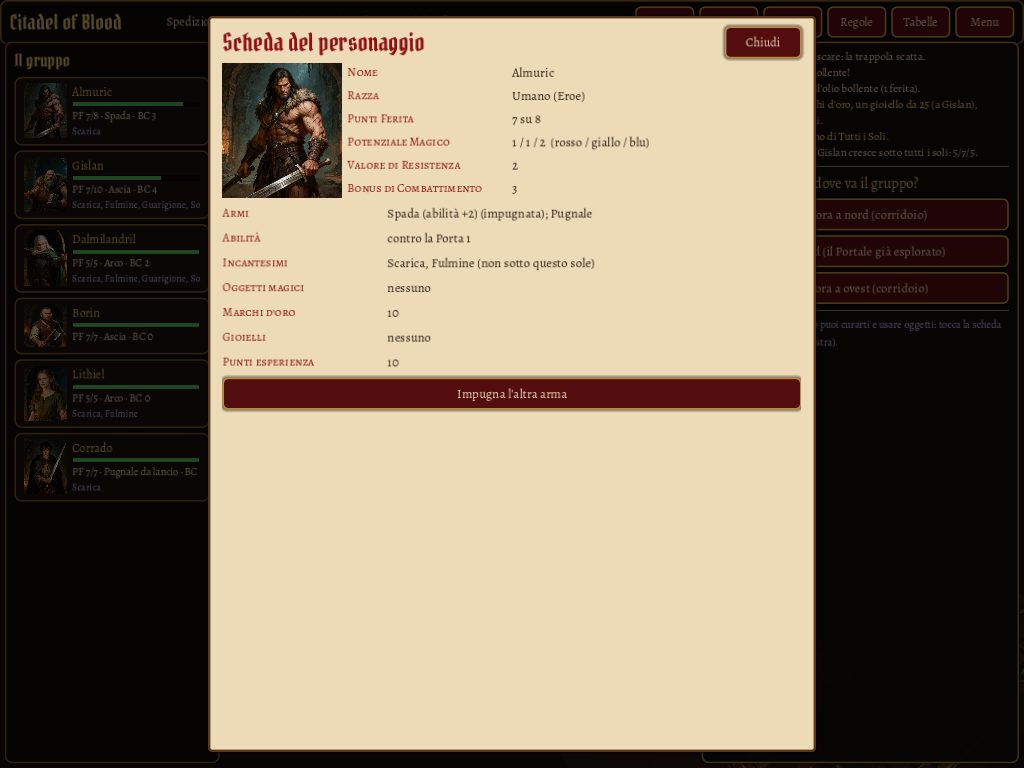 Citadel of Blood
Spedizio
Regole
Tabelle
Menu
Il gruppo
Almuric
PF 7/8 · Spada · BC 3
Scarica
Gislan
PF 7/10 · Ascia · BC 4
Scarica, Fulmine, Guarigione, So
Dalmilandril
PF 5/5 · Arco · BC 2
Scarica, Fulmine, Guarigione, So
Borin
PF 7/7 · Ascia · BC 0
Lithiel
PF 5/5 · Arco · BC 0
Scarica, Fulmine
Corrado
PF 7/7 · Pugnale da lancio · BC
Scarica
Scheda del personaggio
Chiudi
Nome Almuric
Razza Umano (Eroe)
Punti Ferita 7 su 8
Potenziale Magico 1 / 1 / 2 (rosso / giallo / blu)
Valore di Resistenza 2
Bonus di Combattimento 3
Armi Spada (abilità +2) (impugnata); Pugnale
Abilità contro la Porta 1
Incantesimi Scarica, Fulmine (non sotto questo sole)
Oggetti magici nessuno
Marchi d'oro 10
Gioielli nessuno
Punti esperienza 10
Impugna l'altra arma
scare: la trappola scatta.
ollente!
l'olio bollente (1 ferita).
hi d'oro, un gioiello da 25 (a Gislan),
i.
no di Tutti i Soli.
Gislan cresce sotto tutti i soli: 5/7/5.
dove va il gruppo?
ora a nord (corridoio)
d (il Portale già esplorato)
ora a ovest (corridoio)
puoi curarti e usare oggetti: tocca la scheda
stra).